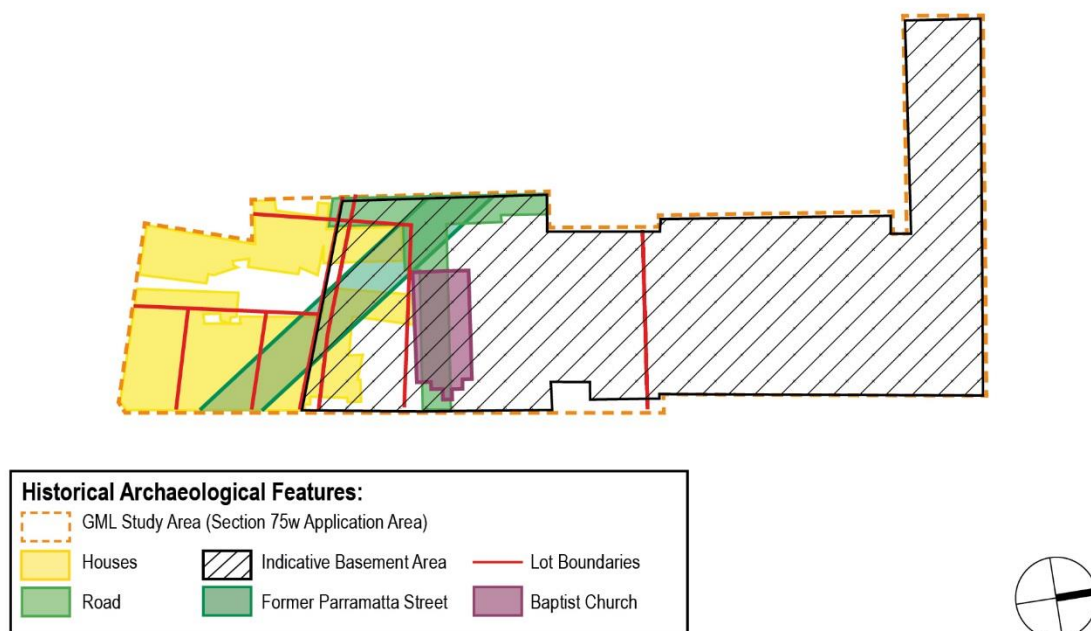 Historical Archaeological Features:
GML Study Area (Section 75w Application Area)
Houses
Indicative Basement Area
Lot Boundaries
Road
Former Parramatta Street
Baptist Church